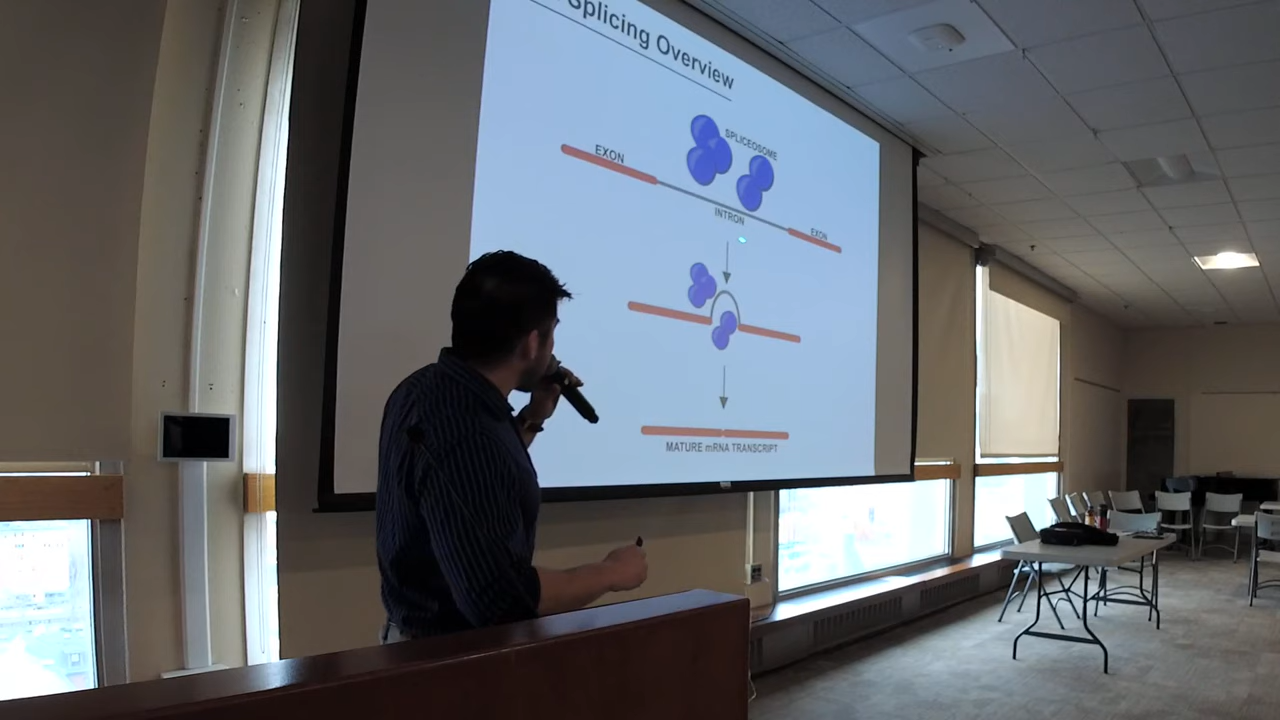 Splicing Overview
SPLICEOSOME
EXON
INTRON
EXON
MATURE mRNA TRANSCRIPT